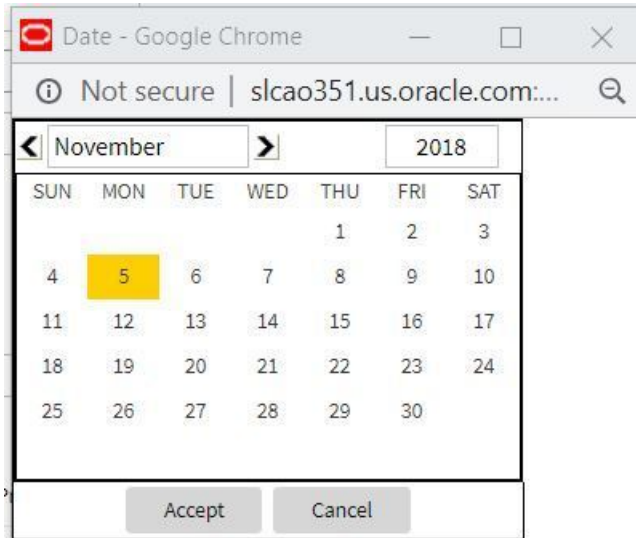 Date - Google Chrome
Not secure | slcao351.us.oracle.com:...
November 2018
SUN MON TUE WED THU FRI SAT
1 2 3
4 5 6 7 8 9 10
11 12 13 14 15 16 17
18 19 20 21 22 23 24
25 26 27 28 29 30
Accept Cancel